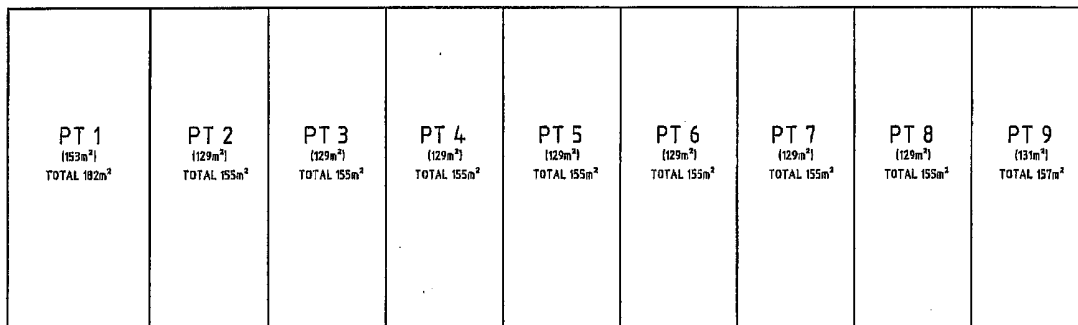 PT 1
(153m²)
TOTAL 182m²
PT 2
(129m²)
TOTAL 155m²
PT 3
(129m²)
TOTAL 155m²
PT 4
(129m²)
TOTAL 155m²
PT 5
(129m²)
TOTAL 155m²
PT 6
(129m²)
TOTAL 155m²
PT 7
(129m²)
TOTAL 155m²
PT 8
(129m²)
TOTAL 155m²
PT 9
(131m²)
TOTAL 157m²